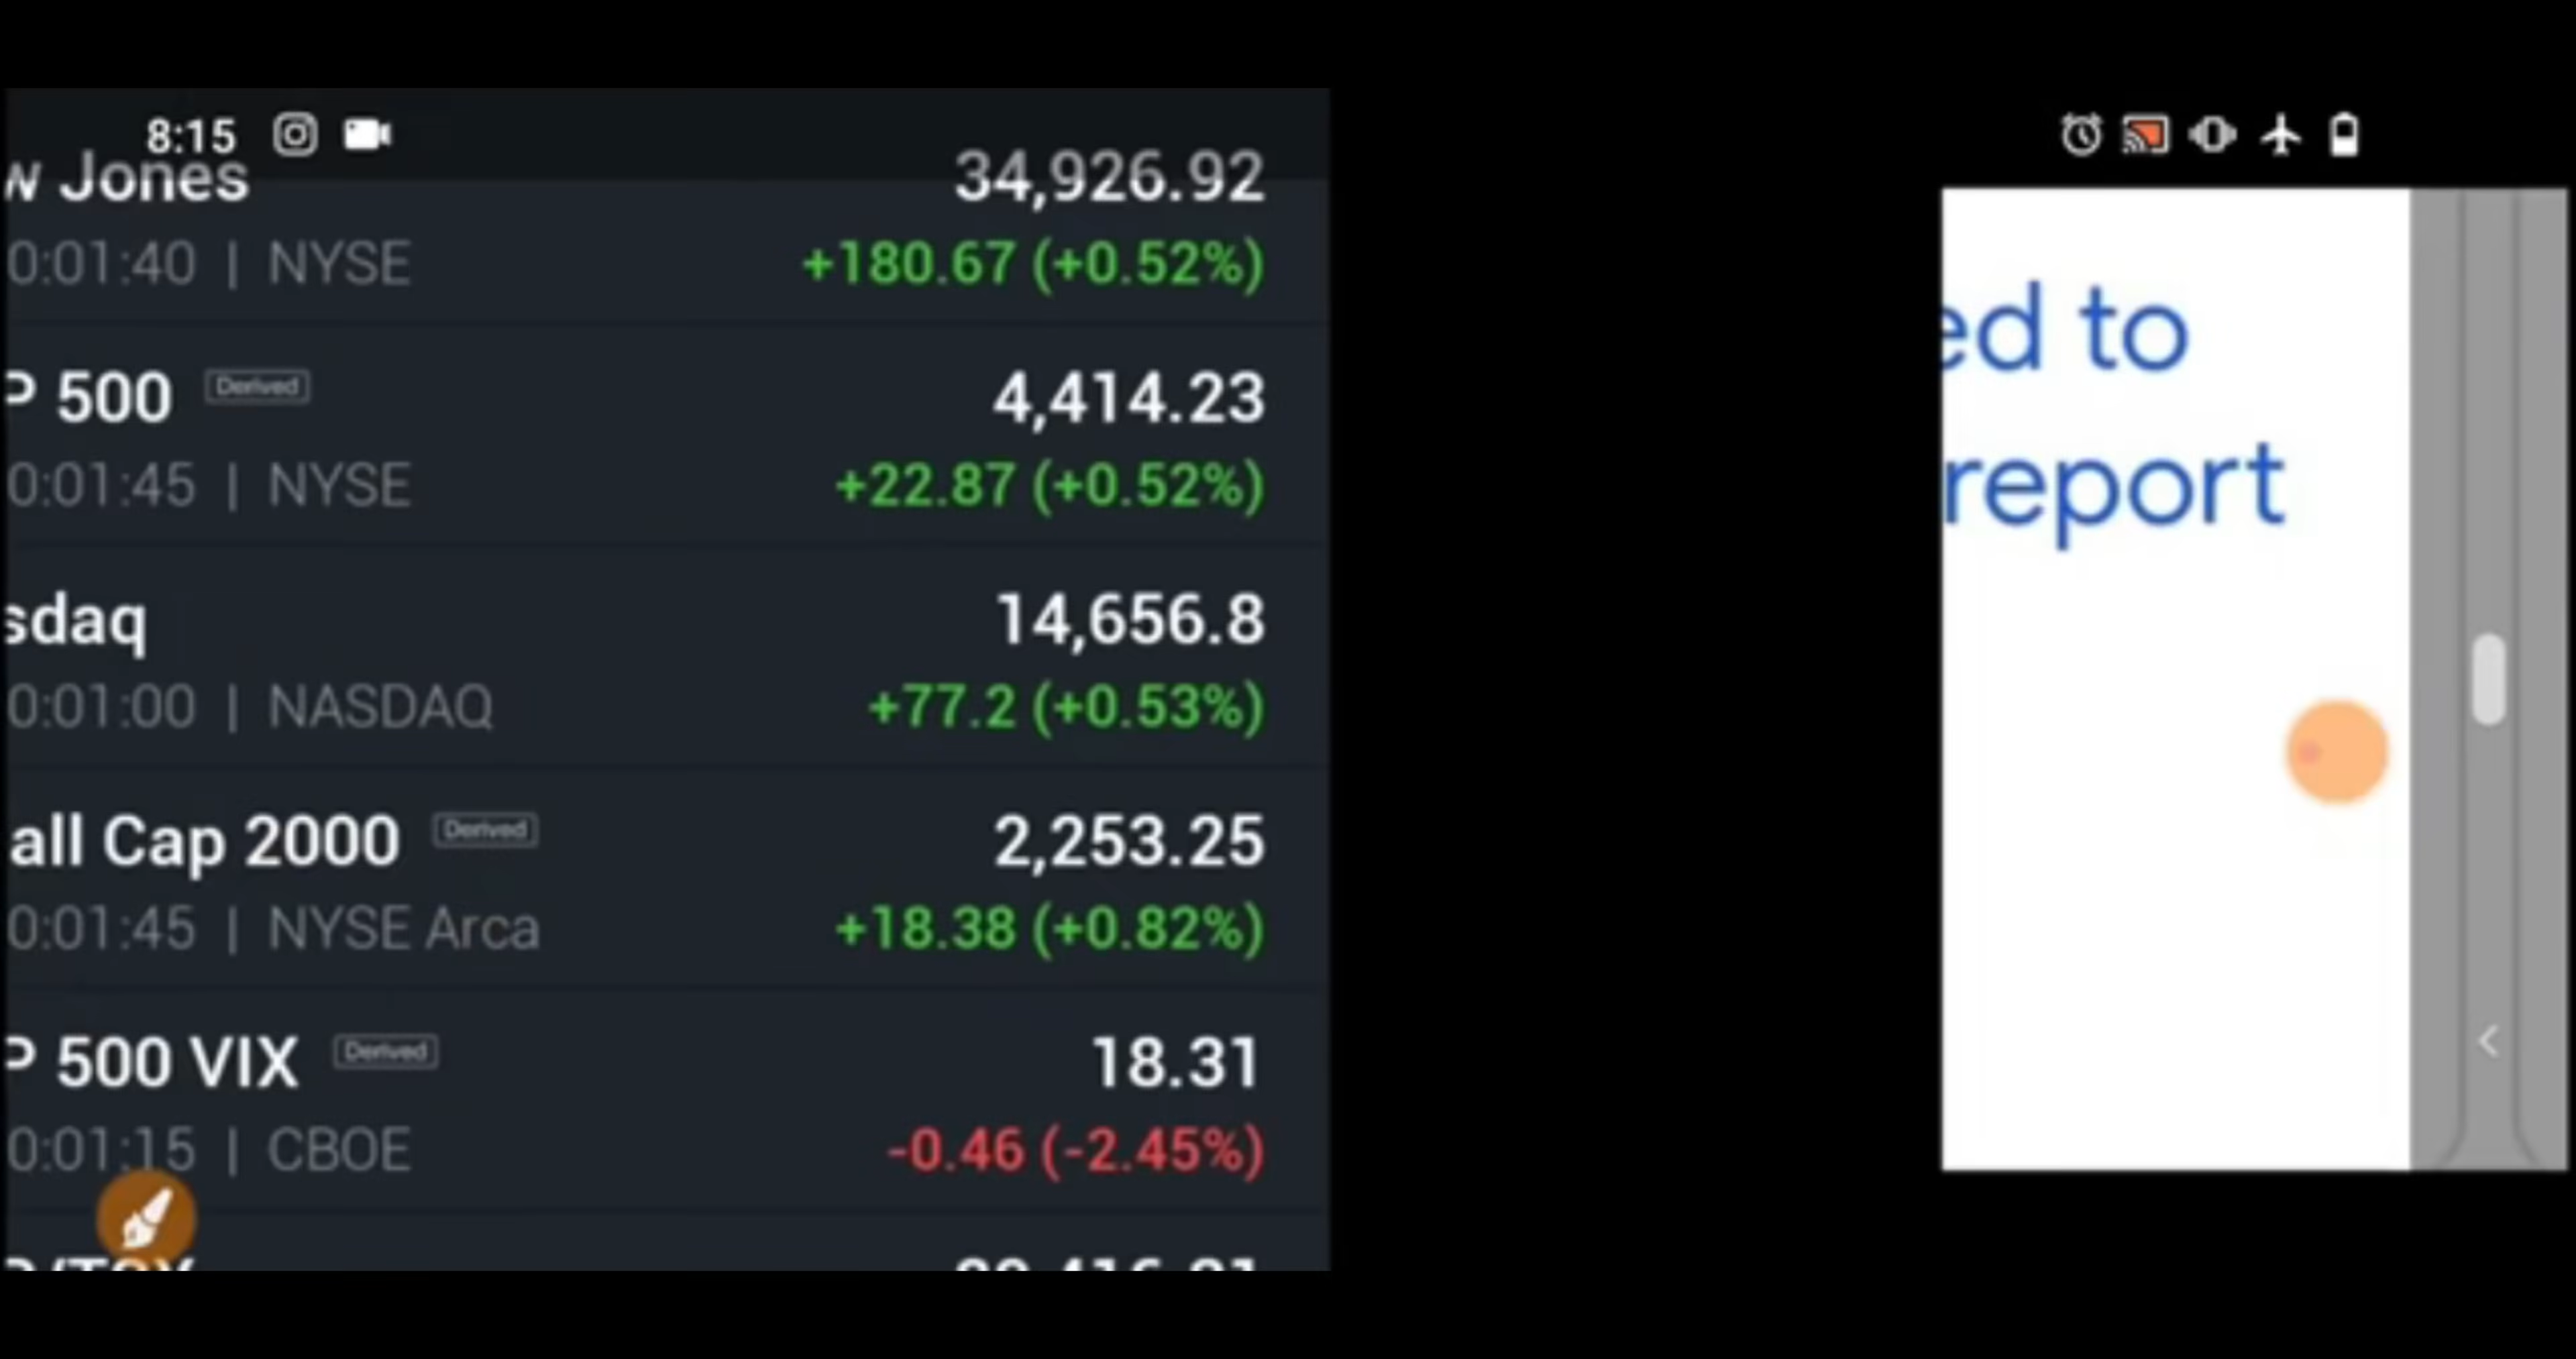 8:15
w Jones 34,926.92
0:01:40 | NYSE +180.67 (+0.52%)
P 500 Derived 4,414.23
0:01:45 | NYSE +22.87 (+0.52%)
sdaq 14,656.8
0:01:00 | NASDAQ +77.2 (+0.53%)
all Cap 2000 Derived 2,253.25
0:01:45 | NYSE Arca +18.38 (+0.82%)
P 500 VIX Derived 18.31
0:01:15 | CBOE -0.46 (-2.45%)
ed to
report